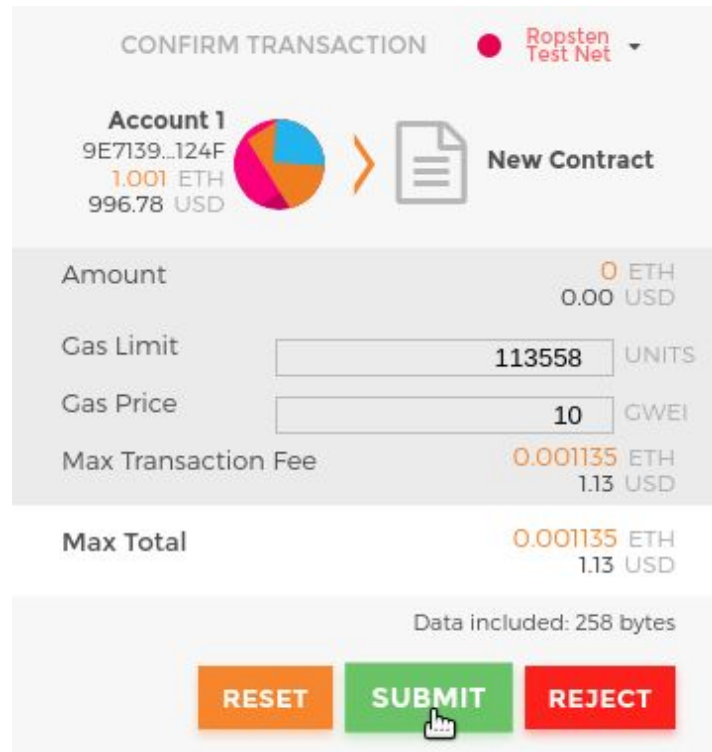 CONFIRM TRANSACTION
Ropsten
Test Net
Account 1
9E7139...124F
1.001 ETH
996.78 USD
New Contract
Amount
0 ETH
0.00 USD
Gas Limit
113558 UNITS
Gas Price
10 GWEI
Max Transaction Fee
0.001135 ETH
1.13 USD
Max Total
0.001135 ETH
1.13 USD
Data included: 258 bytes
RESET
SUBMIT
REJECT